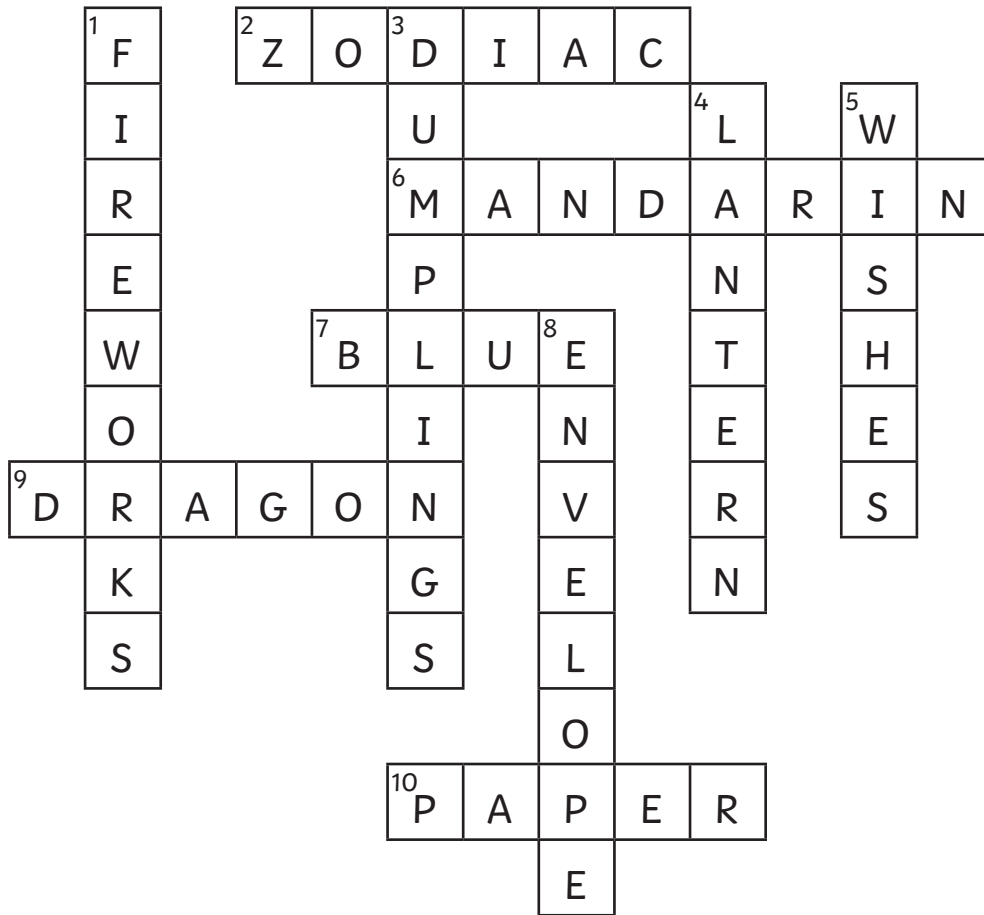 1 F 2 Z O 3 D I A C
I U 4 L 5 W
R 6 M A N D A R I N
E P N S
W 7 B L U 8 E T H
O I N E E
9 D R A G O N V R S
K G E N
S S L
O
10 P A P E R
E